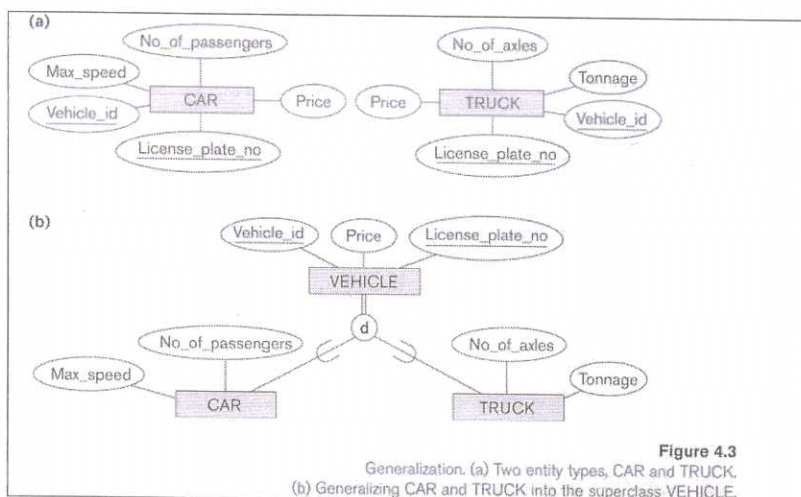 (a)
No_of_passengers
No_of_axles
Max_speed
Tonnage
CAR
Price
Price
TRUCK
Vehicle_id
Vehicle_id
License_plate_no
License_plate_no
(b)
Vehicle_id
Price
License_plate_no
VEHICLE
d
No_of_passengers
No_of_axles
Max_speed
Tonnage
CAR
TRUCK
Figure 4.3
Generalization. (a) Two entity types, CAR and TRUCK.
(b) Generalizing CAR and TRUCK into the superclass VEHICLE.